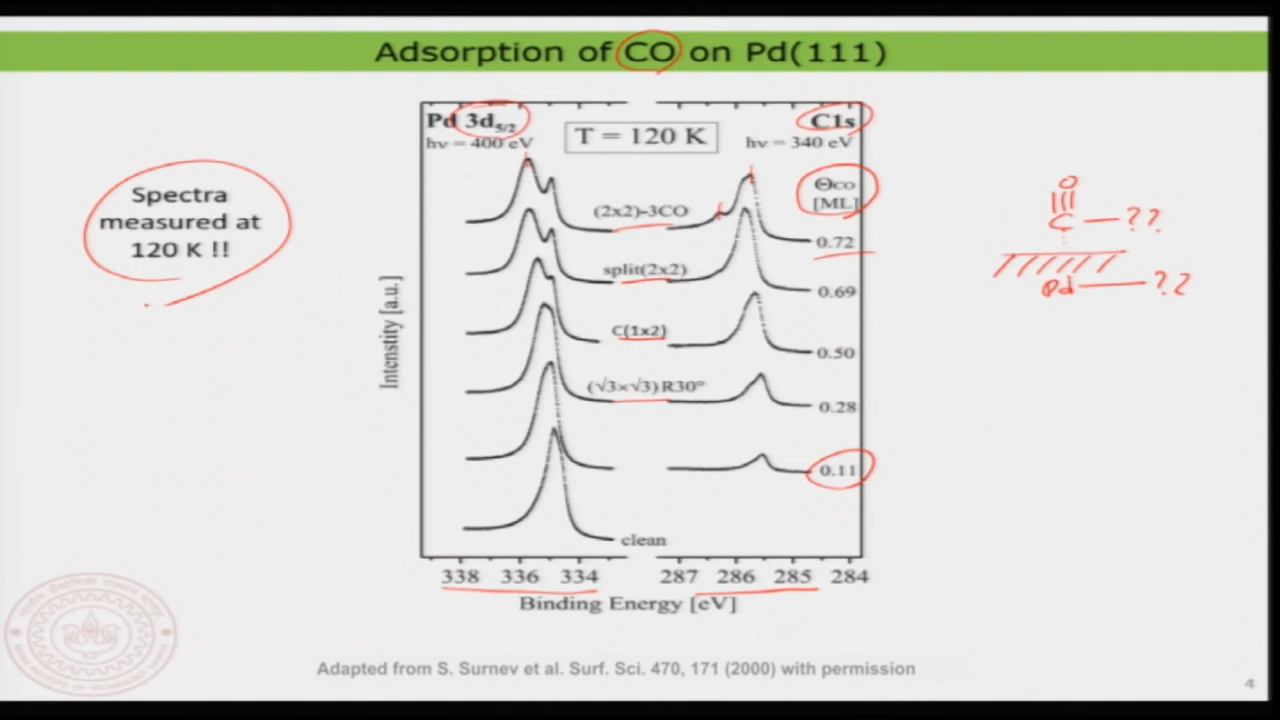 Adsorption of CO on Pd(111)
Spectra
measured at
120 K !!
Pd 3d5/2
hν = 400 eV
T = 120 K
C1s
hν = 340 eV
ΘCO
[ML]
(2x2)-3CO
0.72
split(2x2)
0.69
C(1x2)
0.50
(√3×√3)R30°
0.28
0.11
clean
Intenstity [a.u.]
338 336 334 287 286 285 284
Binding Energy [eV]
O
C — ??
Pd — ??
Adapted from S. Surnev et al. Surf. Sci. 470, 171 (2000) with permission
4